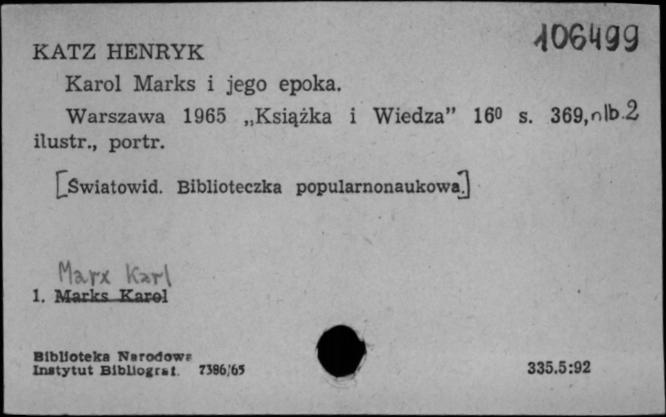 106499
KATZ HENRYK
Karol Marks i jego epoka.
Warszawa 1965 „Książka i Wiedza” 16⁰ s. 369, nlb. 2
ilustr., portr.
[Światowid. Biblioteczka popularnonaukowa.]
Marx Karl
1. Marks Karol
Biblioteka Narodowa
Instytut Bibliograf. 7386/65
335.5:92